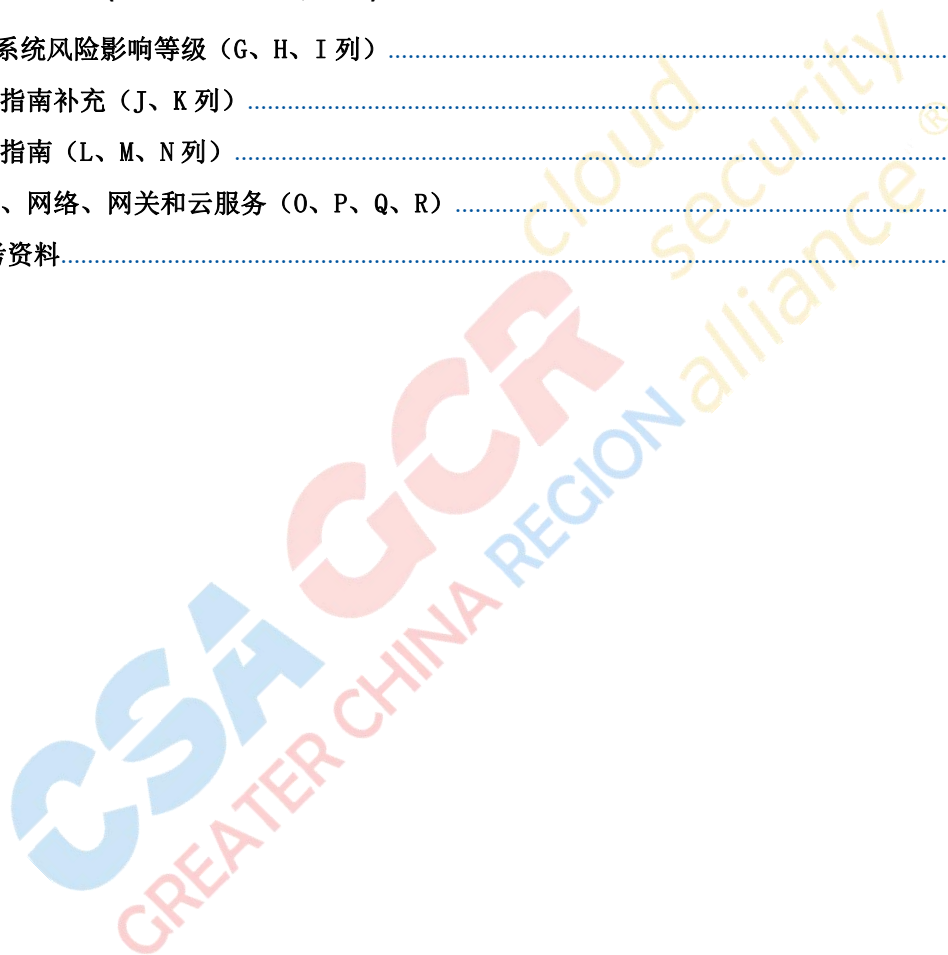 系统风险影响等级（G、H、I 列）
指南补充（J、K 列）
指南（L、M、N 列）
、网络、网关和云服务（O、P、Q、R）
资料
cloud
security
alliance
®
CSA GCR
GREATER CHINA REGION